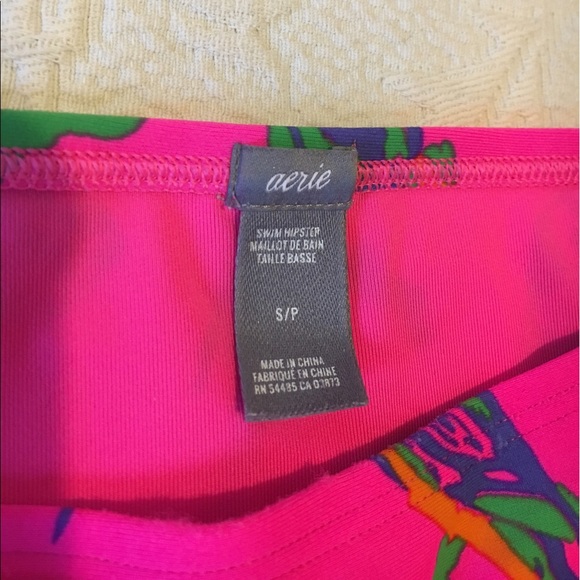 aerie
SWIM HIPSTER
MAILLOT DE BAIN
TAILLE BASSE
S/P
MADE IN CHINA
FABRIQUÉ EN CHINE
RN 54485 CA 03873